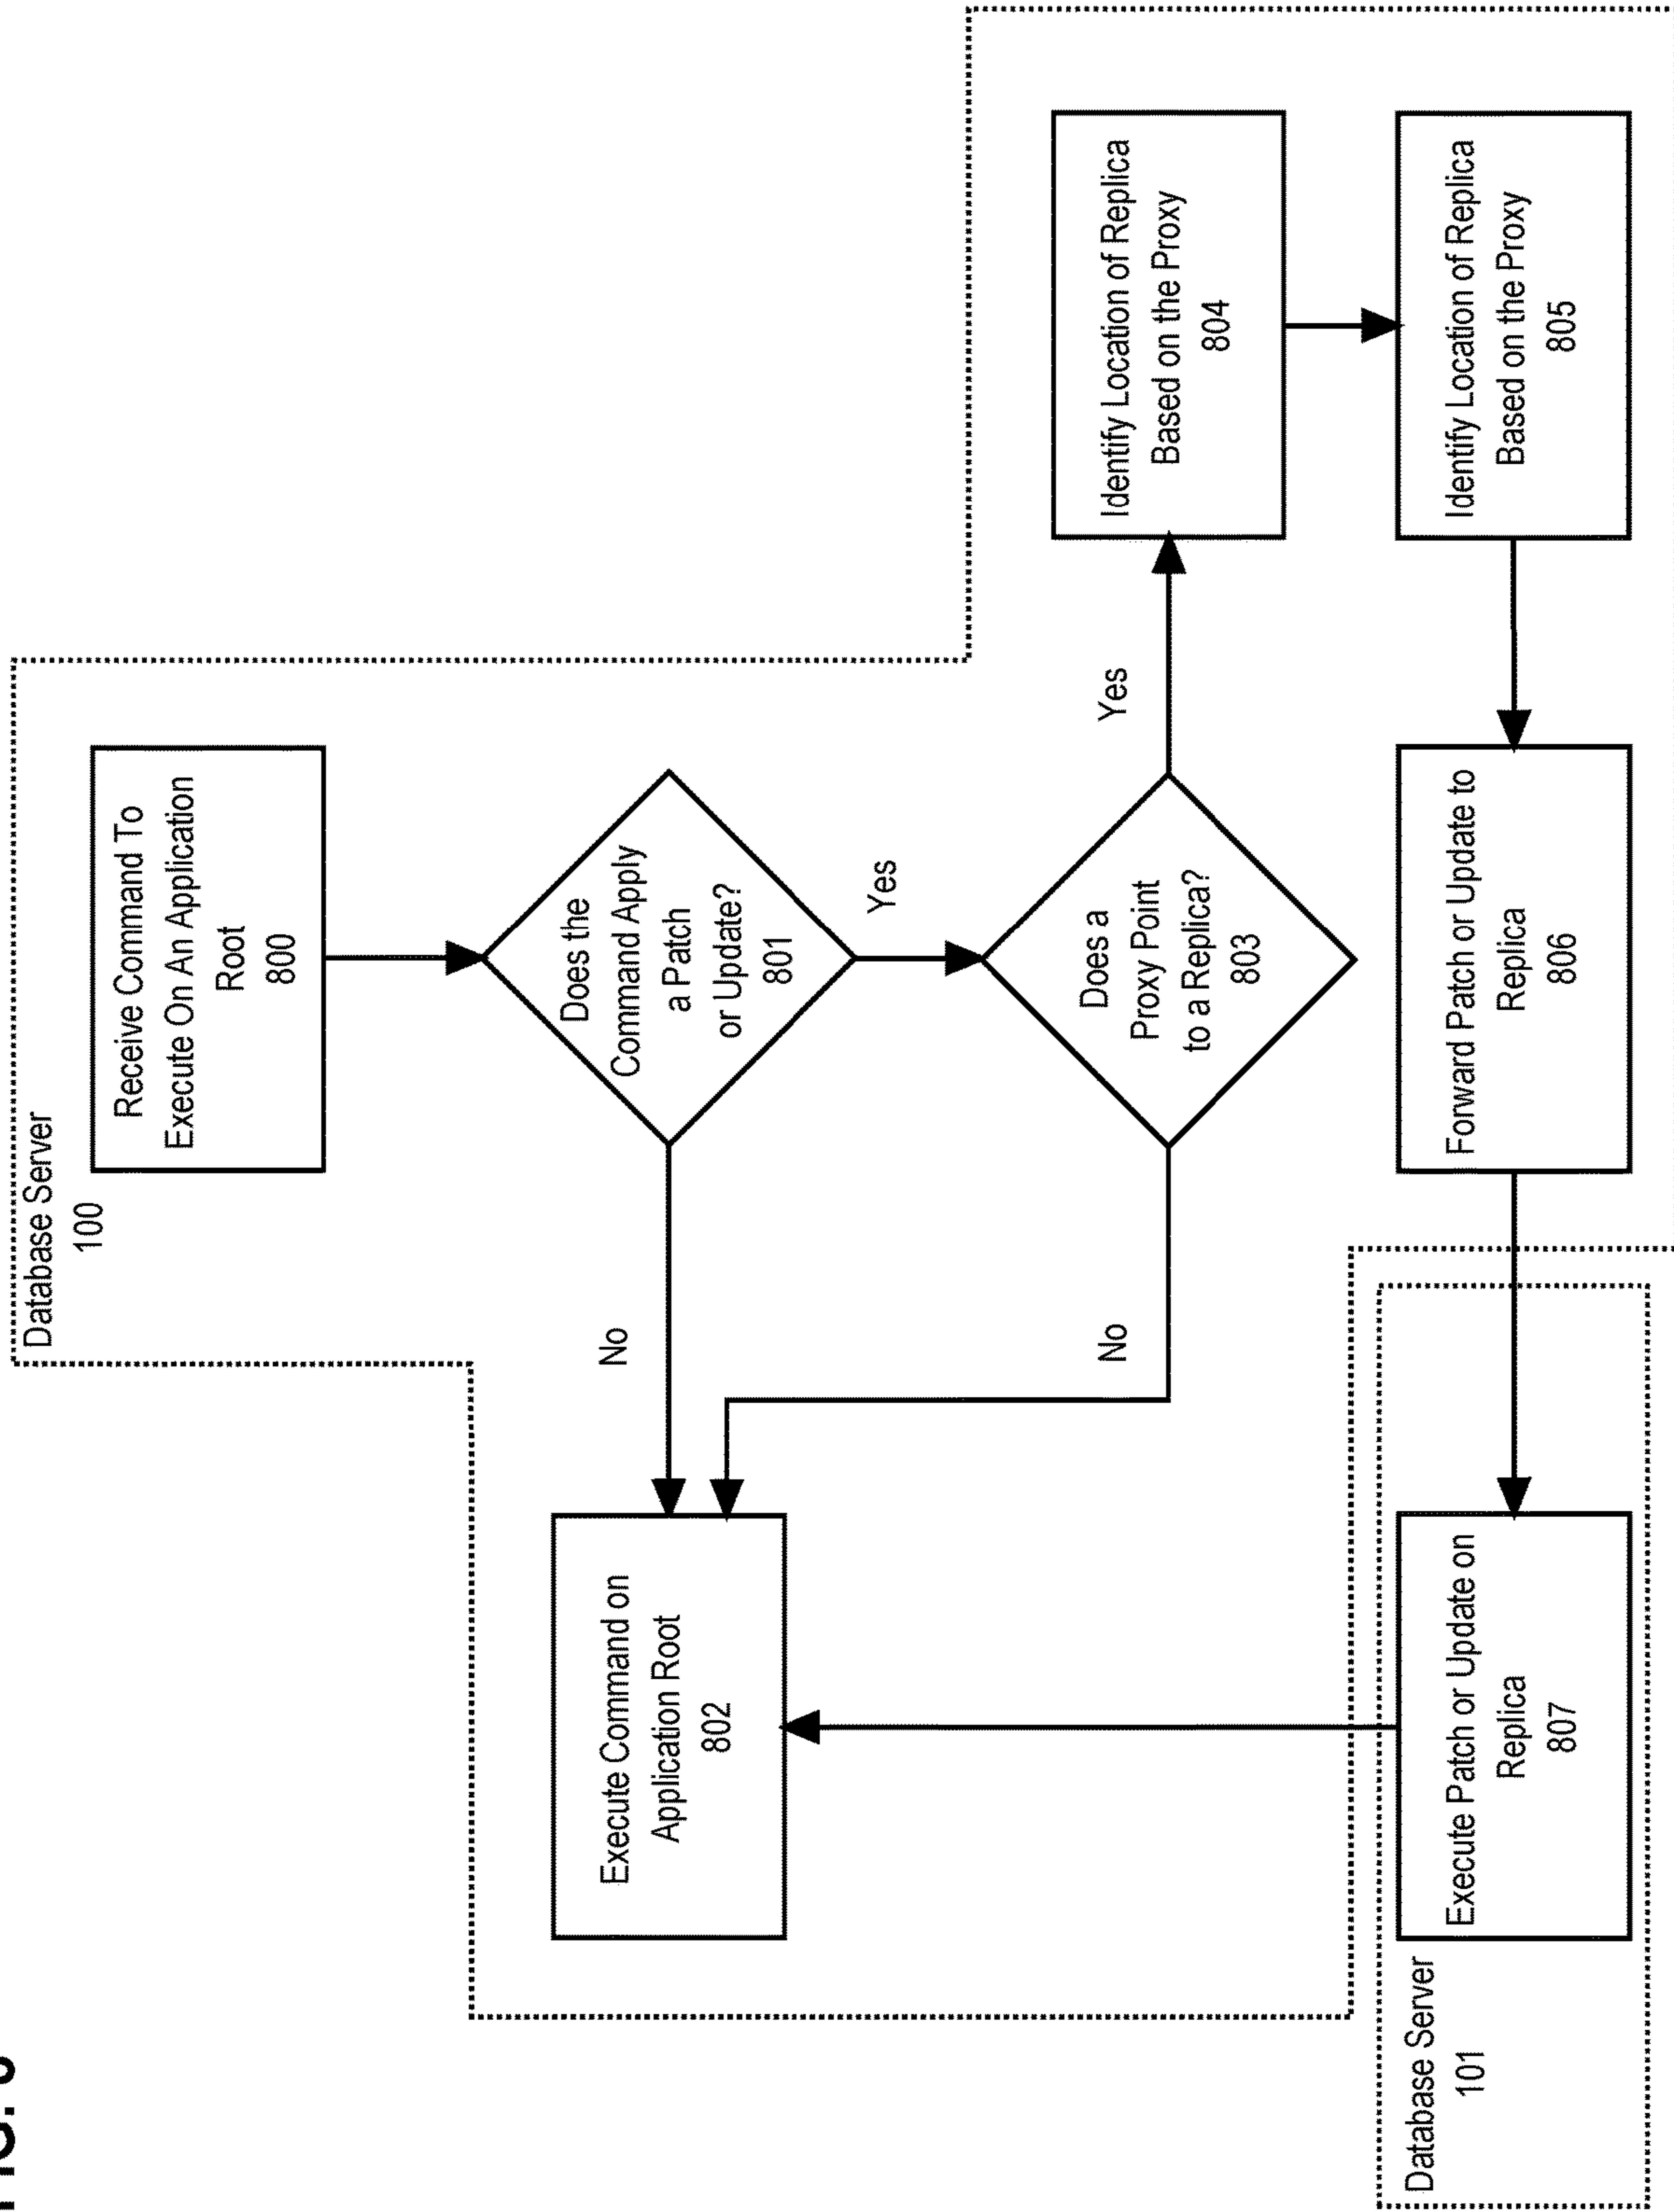 Database Server
100
Receive Command To
Execute On An Application
Root
800
Does the
Command Apply
a Patch
or Update?
801
No
Yes
Execute Command on
Application Root
802
Does a
Proxy Point
to a Replica?
803
No
Yes
Identify Location of Replica
Based on the Proxy
804
Identify Location of Replica
Based on the Proxy
805
Forward Patch or Update to
Replica
806
Database Server
101
Execute Patch or Update on
Replica
807